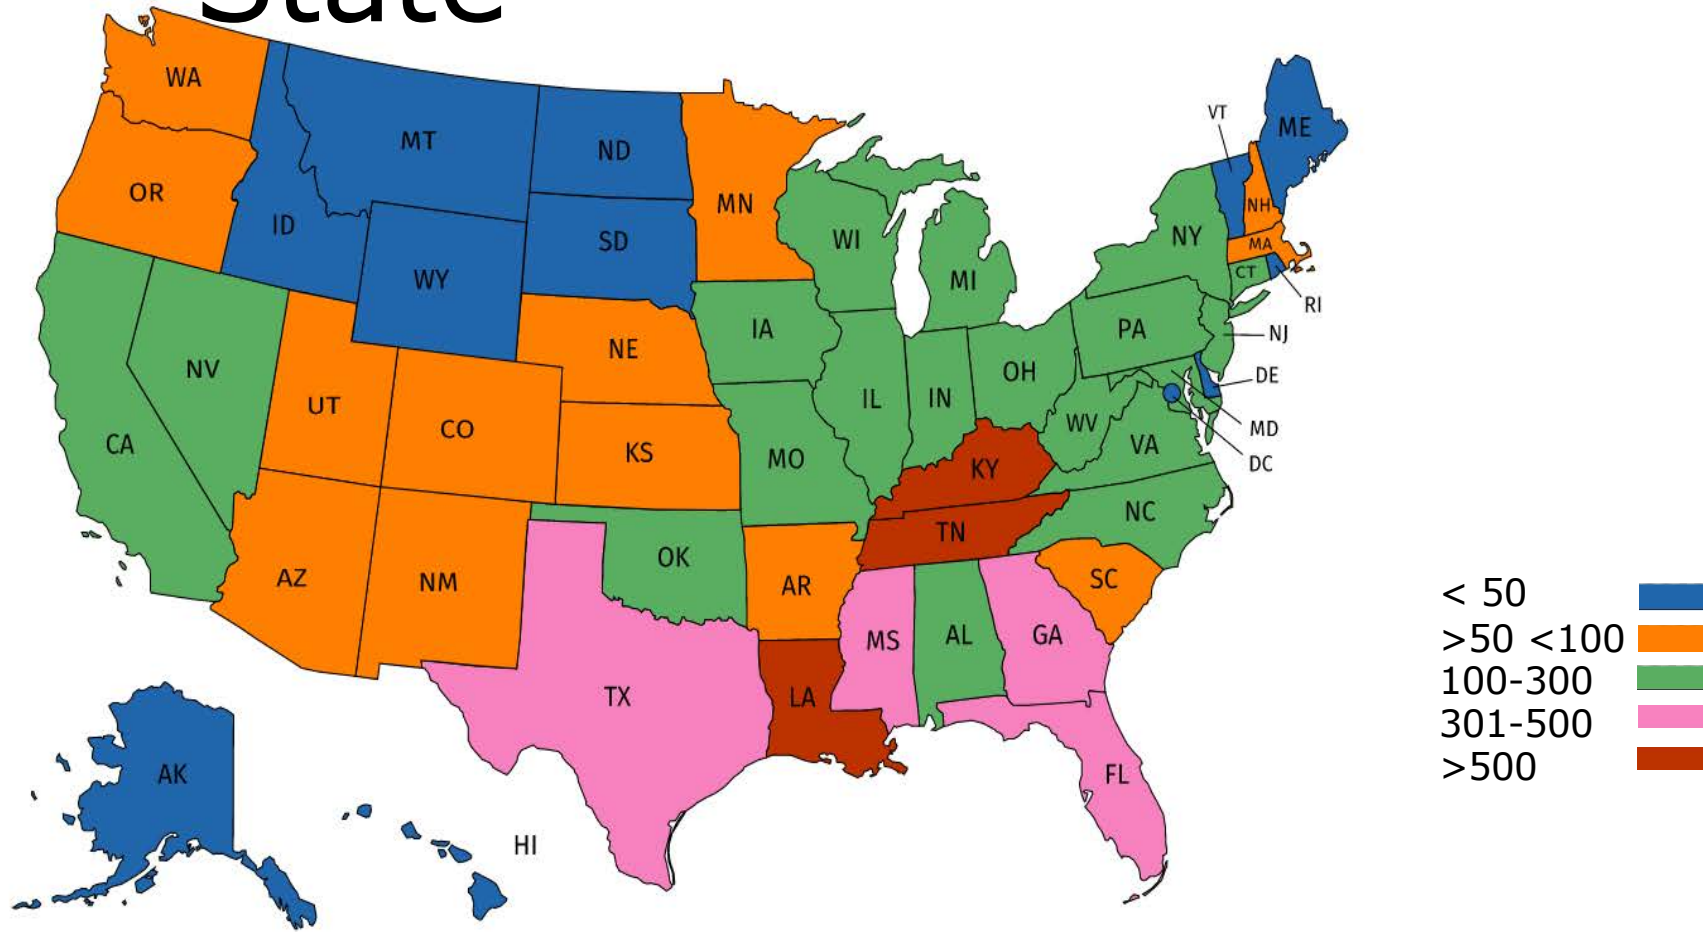 State
WA
MT
ND
MN
OR
ID
SD
WI
WY
MI
VT
ME
NH
NY
MA
CT
RI
NJ
PA
DE
MD
DC
IA
NE
NV
UT
CO
KS
CA
IL
IN
OH
MO
WV
VA
KY
NC
TN
OK
AZ
NM
AR
SC
MS
AL
GA
TX
LA
FL
AK
HI
< 50
>50 <100
100-300
301-500
>500